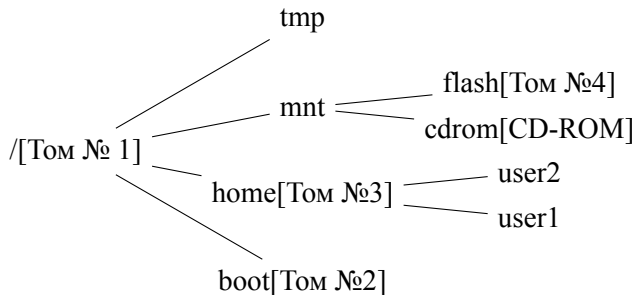 tmp
flash[Том №4]
mnt
cdrom[CD-ROM]
/[Том № 1]
user2
home[Том №3]
user1
boot[Том №2]